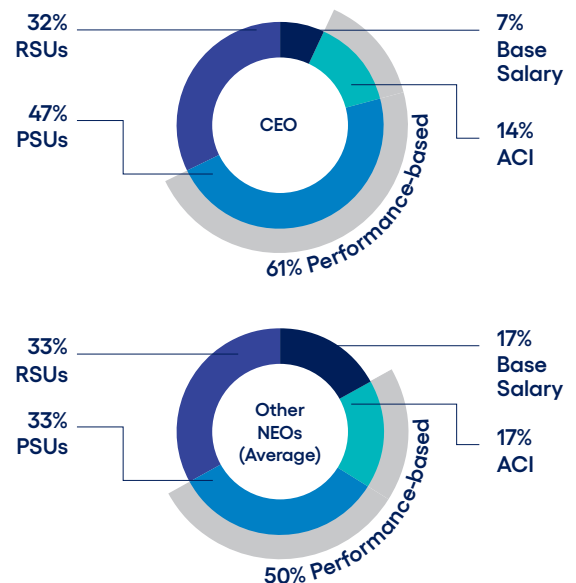 32%
RSUs
47%
PSUs
CEO
7%
Base
Salary
14%
ACI
61% Performance-based
33%
RSUs
33%
PSUs
Other
NEOs
(Average)
17%
Base
Salary
17%
ACI
50% Performance-based